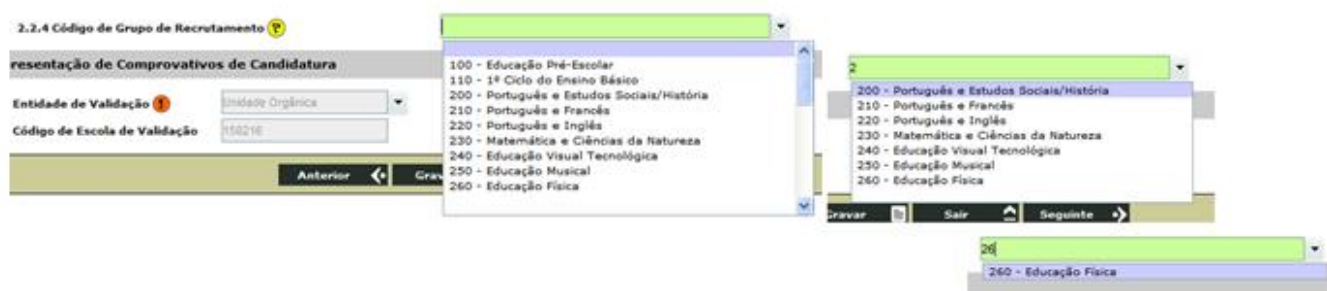 2.2.4 Código de Grupo de Recrutamento
resentação de Comprovativos de Candidatura
Entidade de Validação 1
Unidade Orgânica
Código de Escola de Validação
150216
Anterior
Grav
100 - Educação Pré-Escolar
110 - 1º Ciclo do Ensino Básico
200 - Português e Estudos Sociais/História
210 - Português e Francês
220 - Português e Inglês
230 - Matemática e Ciências da Natureza
240 - Educação Visual Tecnológica
250 - Educação Musical
260 - Educação Física
2
200 - Português e Estudos Sociais/História
210 - Português e Francês
220 - Português e Inglês
230 - Matemática e Ciências da Natureza
240 - Educação Visual Tecnológica
250 - Educação Musical
260 - Educação Física
Gravar
Sair
Seguinte
26
260 - Educação Física